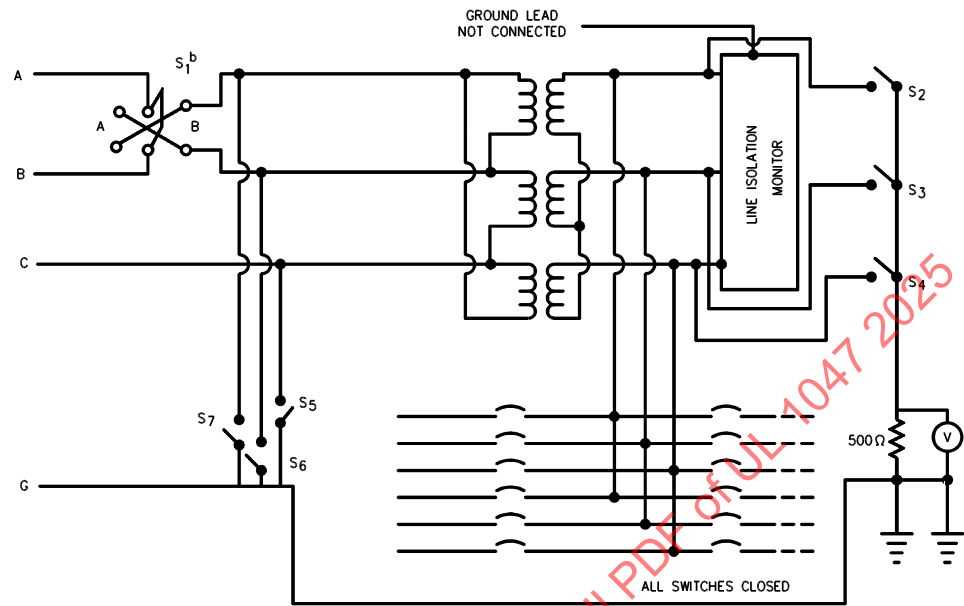 GROUND LEAD
NOT CONNECTED
A
S1b
A
B
B
C
LINE ISOLATION
MONITOR
S2
S3
S4
S7
S5
S6
G
500Ω
V
ALL SWITCHES CLOSED
PDF of UL 1047 2025